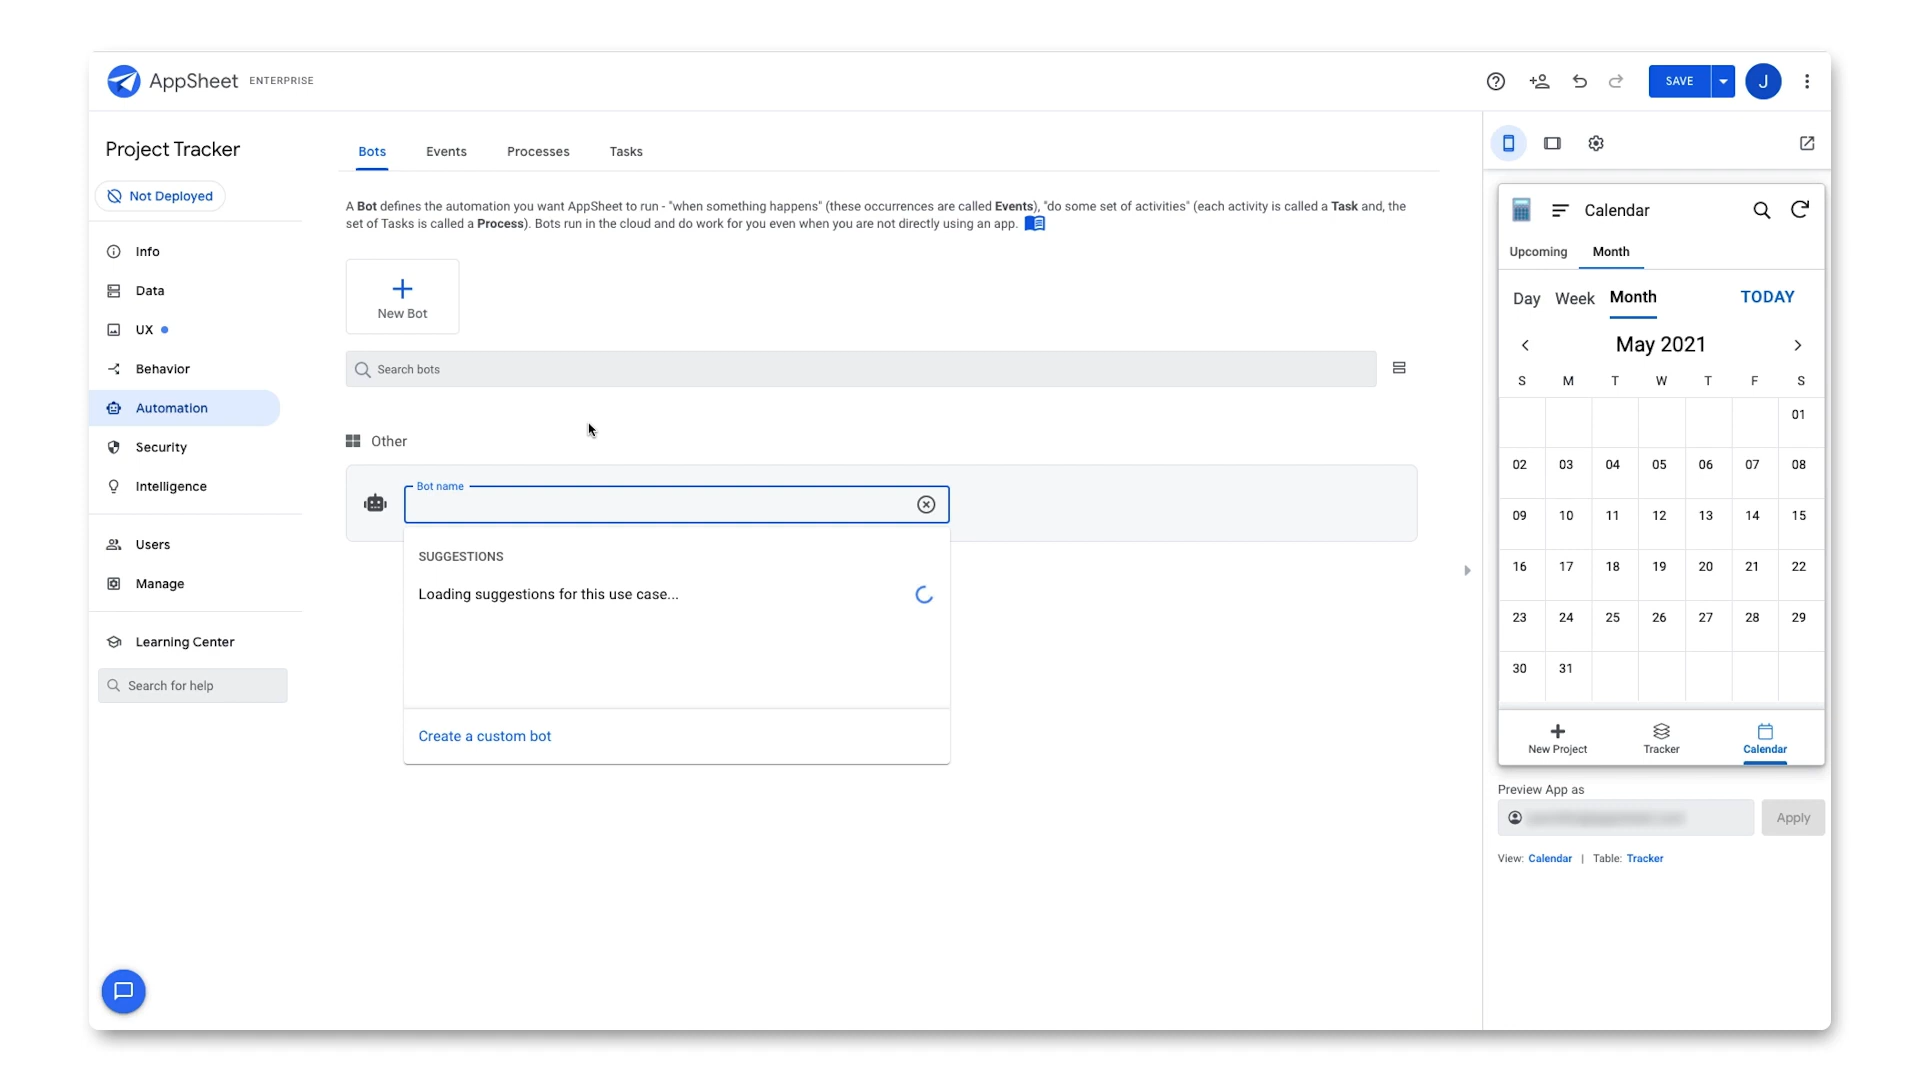 AppSheet ENTERPRISE
SAVE
J
Project Tracker
Not Deployed
Info
Data
UX
Behavior
Automation
Security
Intelligence
Users
Manage
Learning Center
Search for help
Bots Events Processes Tasks
A Bot defines the automation you want AppSheet to run - "when something happens" (these occurrences are called Events), "do some set of activities" (each activity is called a Task and, the
set of Tasks is called a Process). Bots run in the cloud and do work for you even when you are not directly using an app.
New Bot
Search bots
Other
Bot name
SUGGESTIONS
Loading suggestions for this use case...
Create a custom bot
Calendar
Upcoming Month
Day Week Month TODAY
May 2021
S M T W T F S
01
02 03 04 05 06 07 08
09 10 11 12 13 14 15
16 17 18 19 20 21 22
23 24 25 26 27 28 29
30 31
New Project Tracker Calendar
Preview App as
Apply
View: Calendar | Table: Tracker